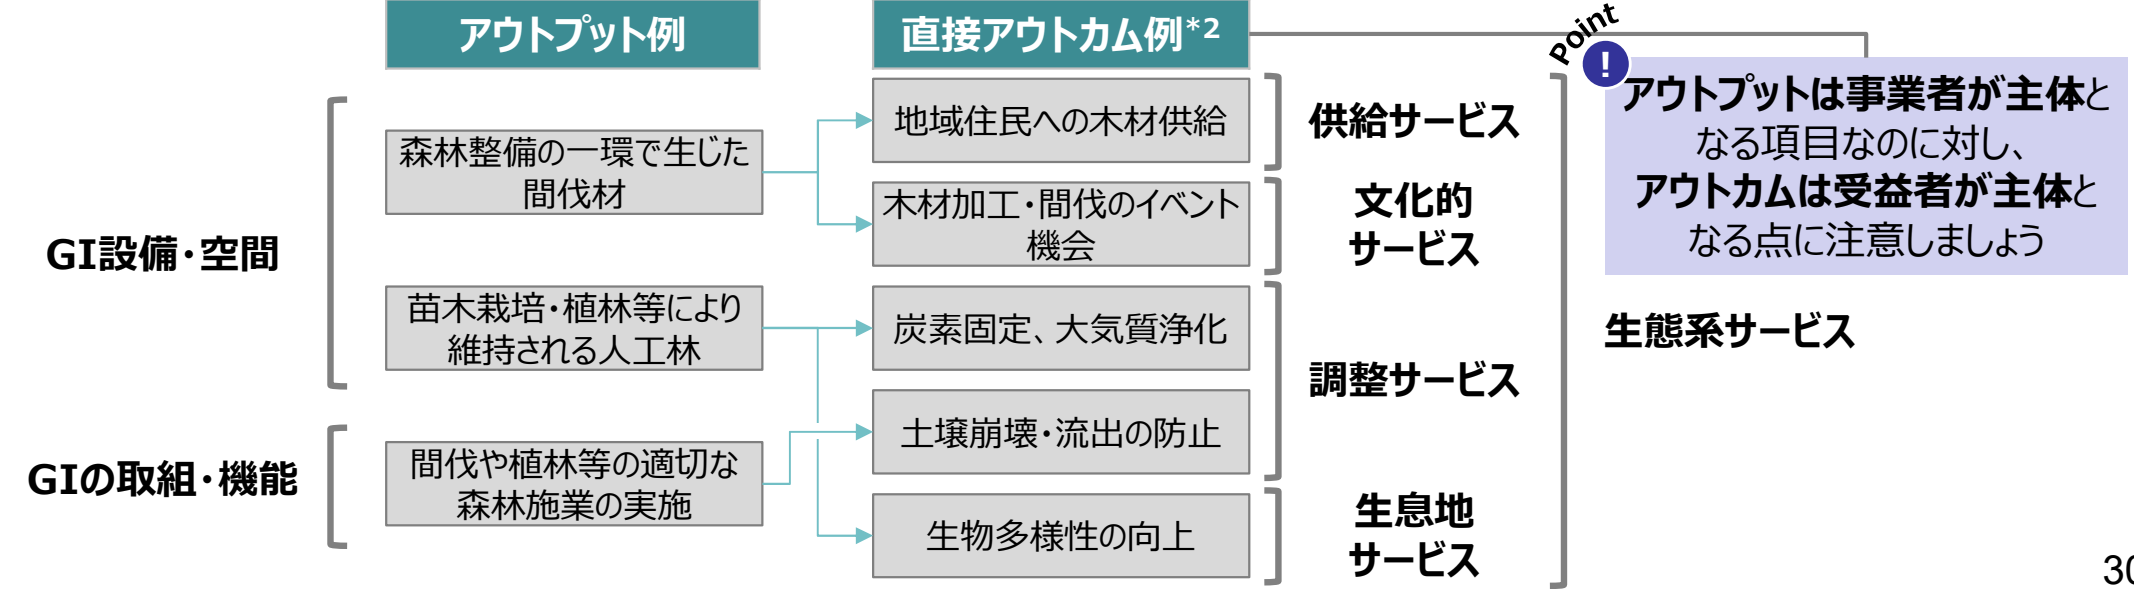 アウトプット例
直接アウトカム例*2
Point
!
アウトプットは事業者が主体と
なる項目なのに対し、
アウトカムは受益者が主体と
なる点に注意しましょう
GI設備・空間
森林整備の一環で生じた
間伐材
苗木栽培・植林等により
維持される人工林
GIの取組・機能
間伐や植林等の適切な
森林施業の実施
地域住民への木材供給
木材加工・間伐のイベント
機会
炭素固定、大気質浄化
土壌崩壊・流出の防止
生物多様性の向上
供給サービス
文化的
サービス
調整サービス
生息地
サービス
生態系サービス
30